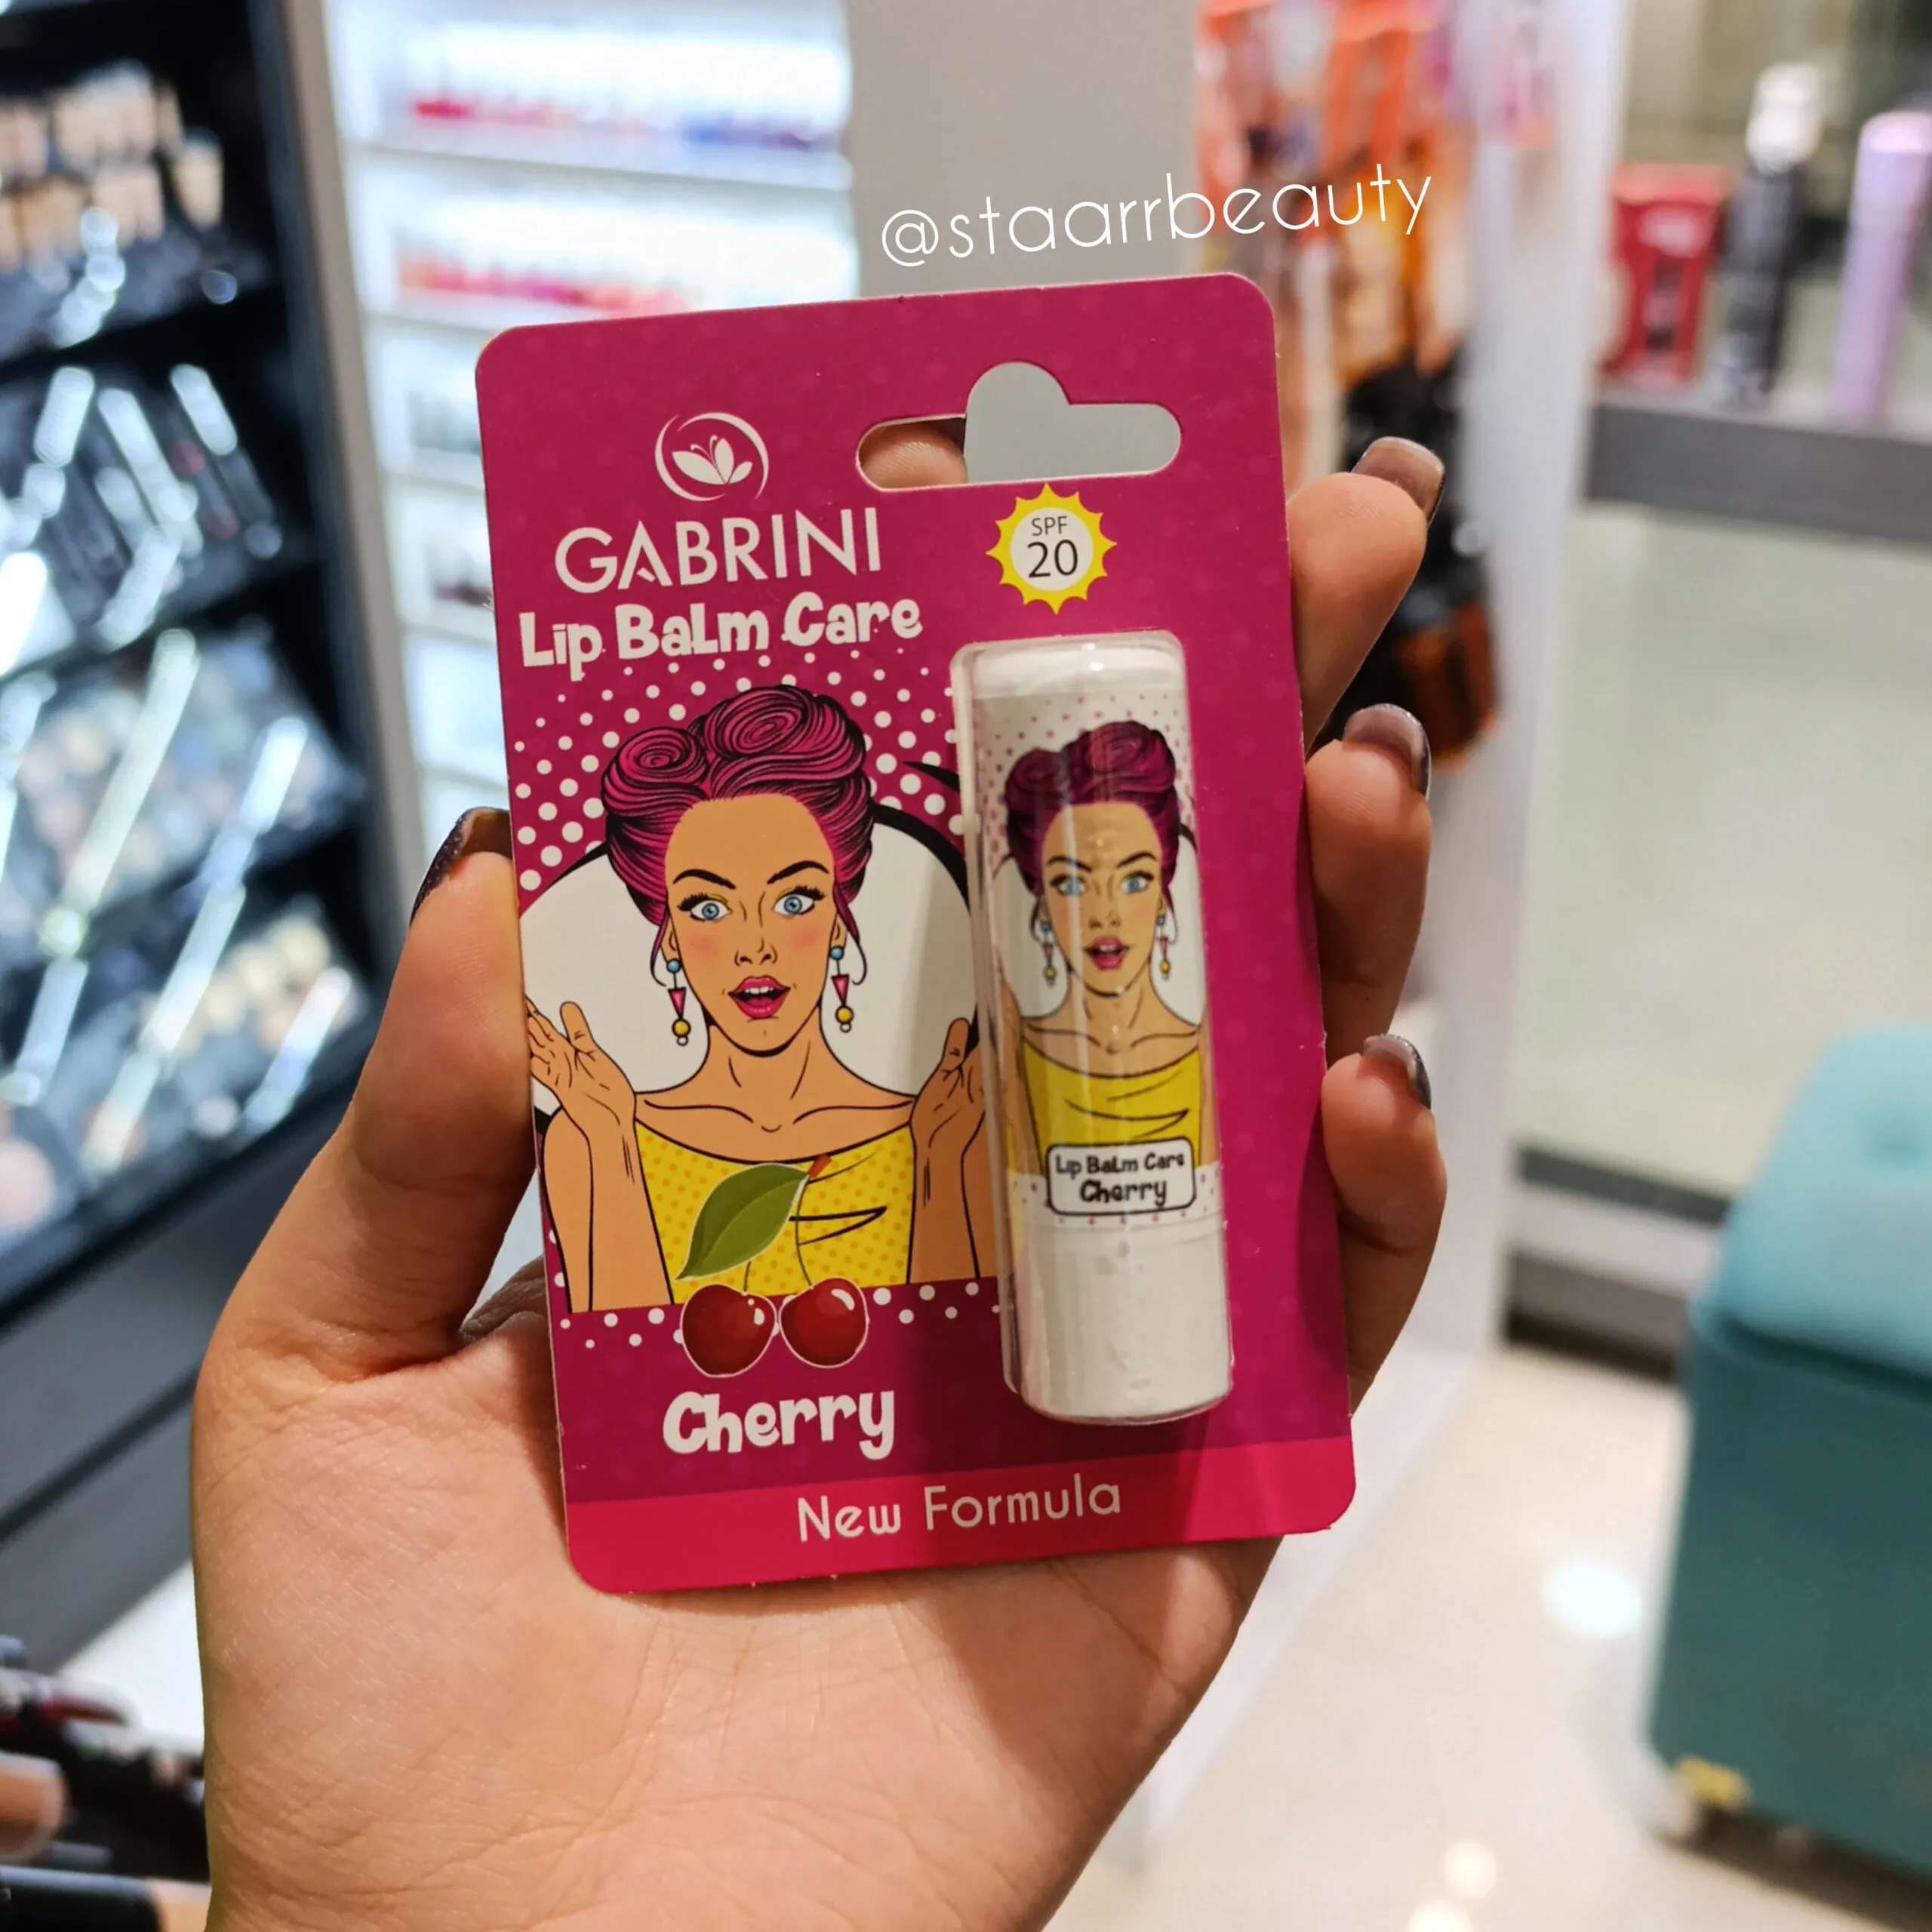 @staarrbeauty
GABRINI
Lip Balm Care
SPF
20
Lip Balm Care
Cherry
Cherry
New Formula